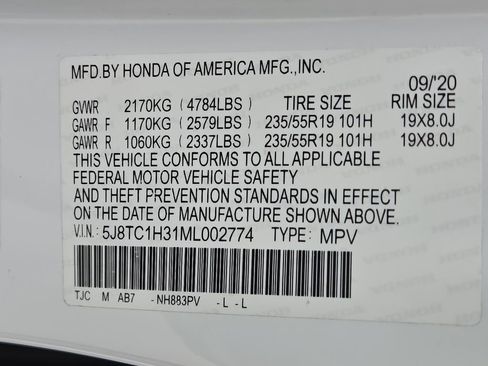 MFD.BY HONDA OF AMERICA MFG.,INC.
09/'20
GVWR 2170KG (4784LBS) TIRE SIZE RIM SIZE
GAWR F 1170KG (2579LBS) 235/55R19 101H 19X8.0J
GAWR R 1060KG (2337LBS) 235/55R19 101H 19X8.0J
THIS VEHICLE CONFORMS TO ALL APPLICABLE
FEDERAL MOTOR VEHICLE SAFETY
AND THEFT PREVENTION STANDARDS IN EFFECT
ON THE DATE OF MANUFACTURE SHOWN ABOVE.
V.I.N: 5J8TC1H31ML002774 TYPE: MPV
TJC M AB7 -NH883PV -L -L